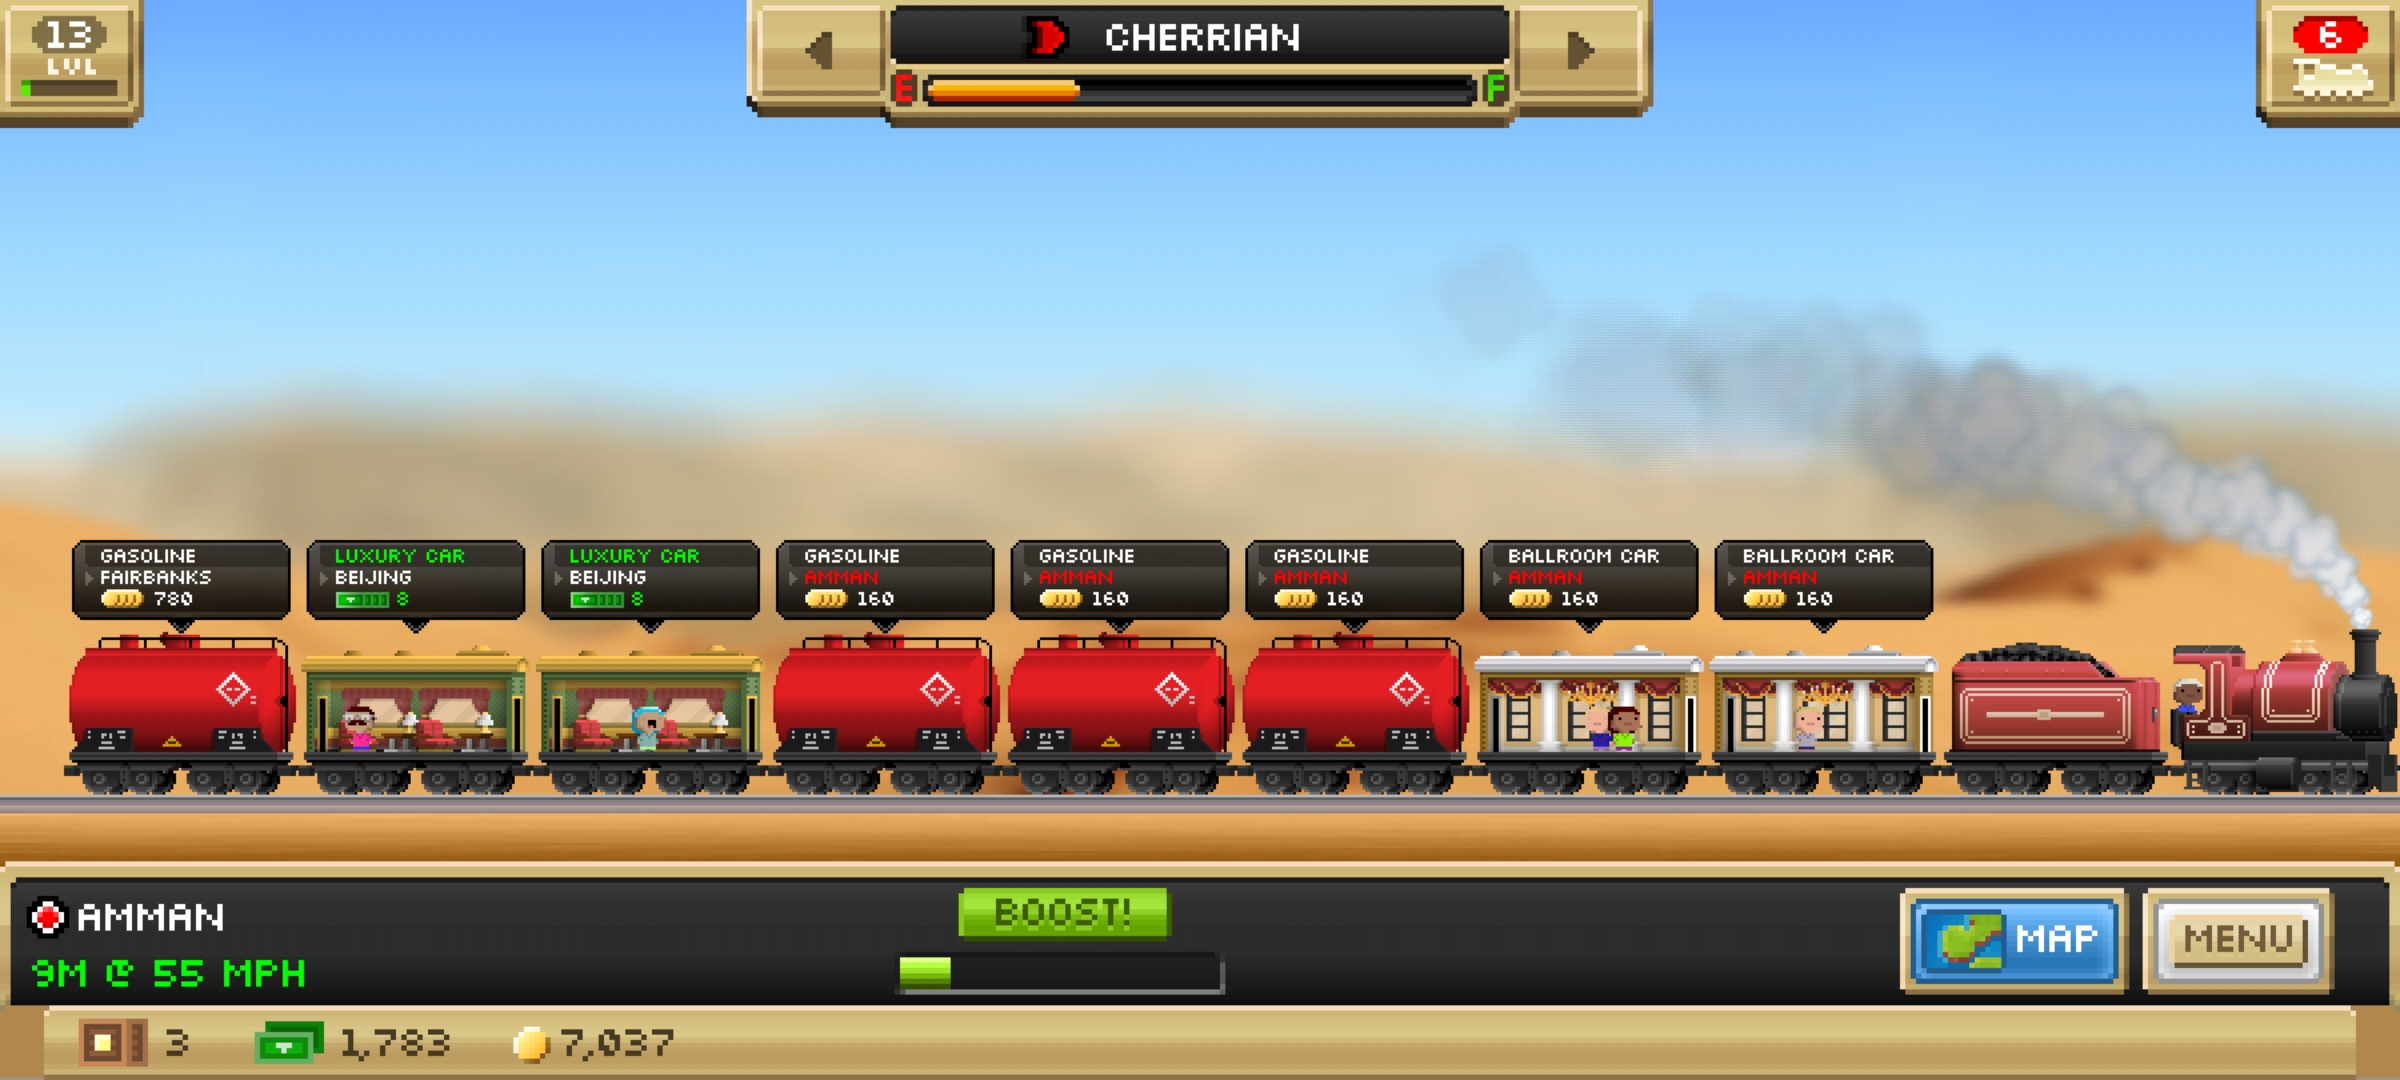 13
LVL
CHERRIAN
E
F
6
GASOLINE
FAIRBANKS
780
LUXURY CAR
BEIJING
8
LUXURY CAR
BEIJING
8
GASOLINE
AMMAN
160
GASOLINE
AMMAN
160
GASOLINE
AMMAN
160
BALLROOM CAR
AMMAN
160
BALLROOM CAR
AMMAN
160
AMMAN
9M @ 55 MPH
BOOST!
MAP
MENU
3
1,783
7,037